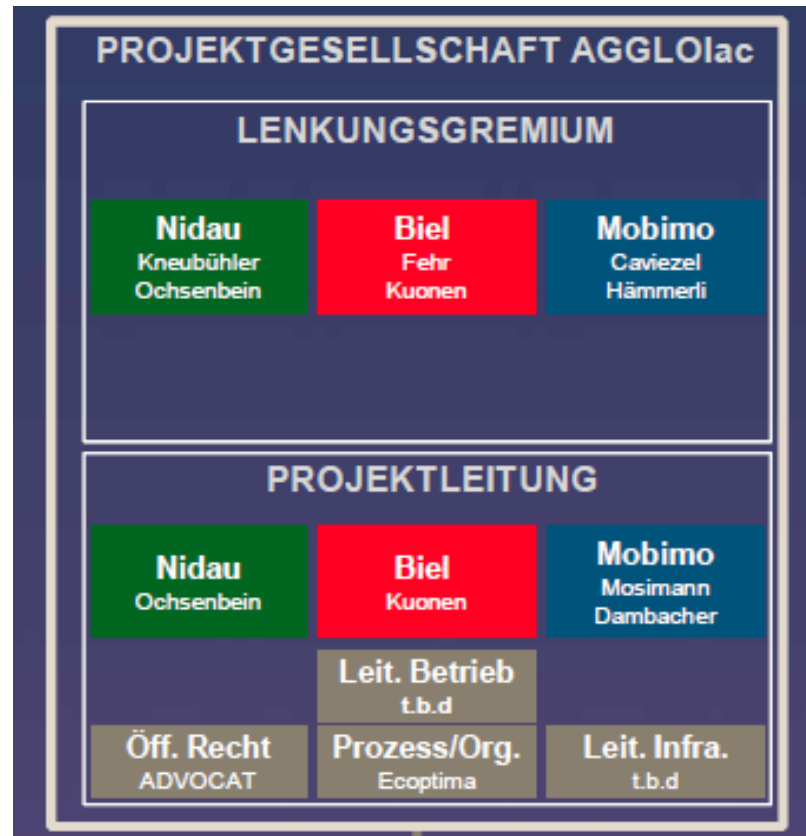 PROJEKTGESELLSCHAFT AGGLOlac
LENKUNGSGREMIUM
Nidau
Kneubühler
Ochsenbein
Biel
Fehr
Kuonen
Mobimo
Caviezel
Hämmerli
PROJEKTLEITUNG
Nidau
Ochsenbein
Biel
Kuonen
Mobimo
Mosimann
Dambacher
Leit. Betrieb
t.b.d
Öff. Recht
ADVOCAT
Prozess/Org.
Ecoptima
Leit. Infra.
t.b.d